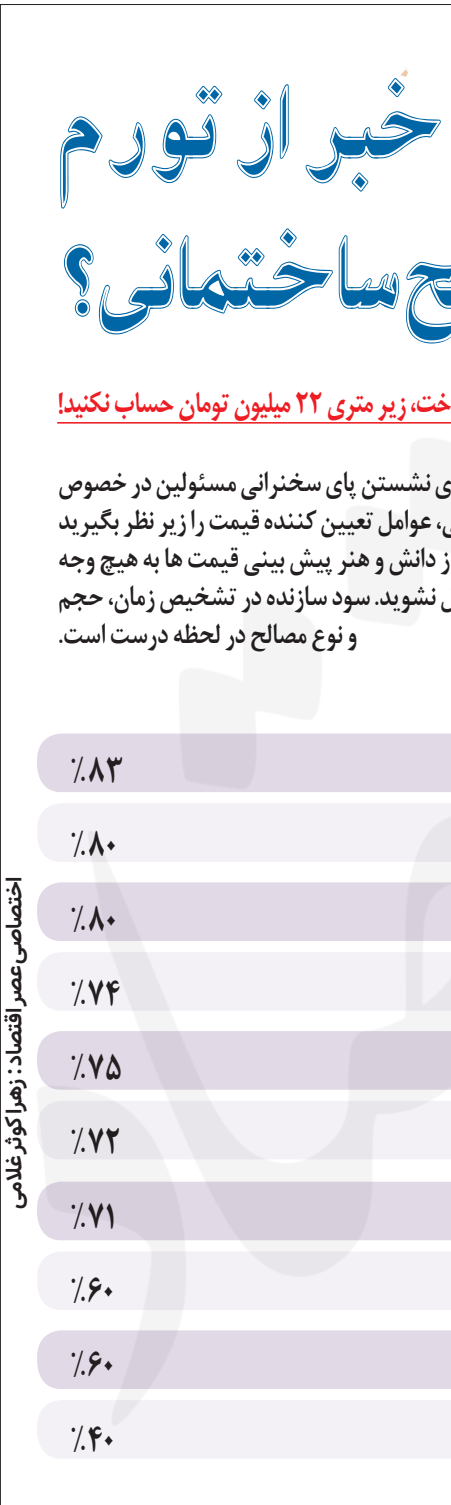 خبر از تورم
ساختمانی؟
زیر متری ۲۲ میلیون تومان حساب نکنید!
نشستن پای سخنرانی مسئولین در خصوص
عوامل تعیین کننده قیمت را زیر نظر بگیرید
دانش و هنر پیش بینی قیمت ها به هیچ وجه
نشوید. سود سازنده در تشخیص زمان، حجم
و نوع مصالح در لحظه درست است.
٪۸۳
٪۸۰
٪۸۰
٪۷۴
٪۷۵
٪۷۲
٪۷۱
٪۶۰
٪۶۰
٪۴۰
اختصاصی عصر اقتصاد : زهرا کوثر غلامی